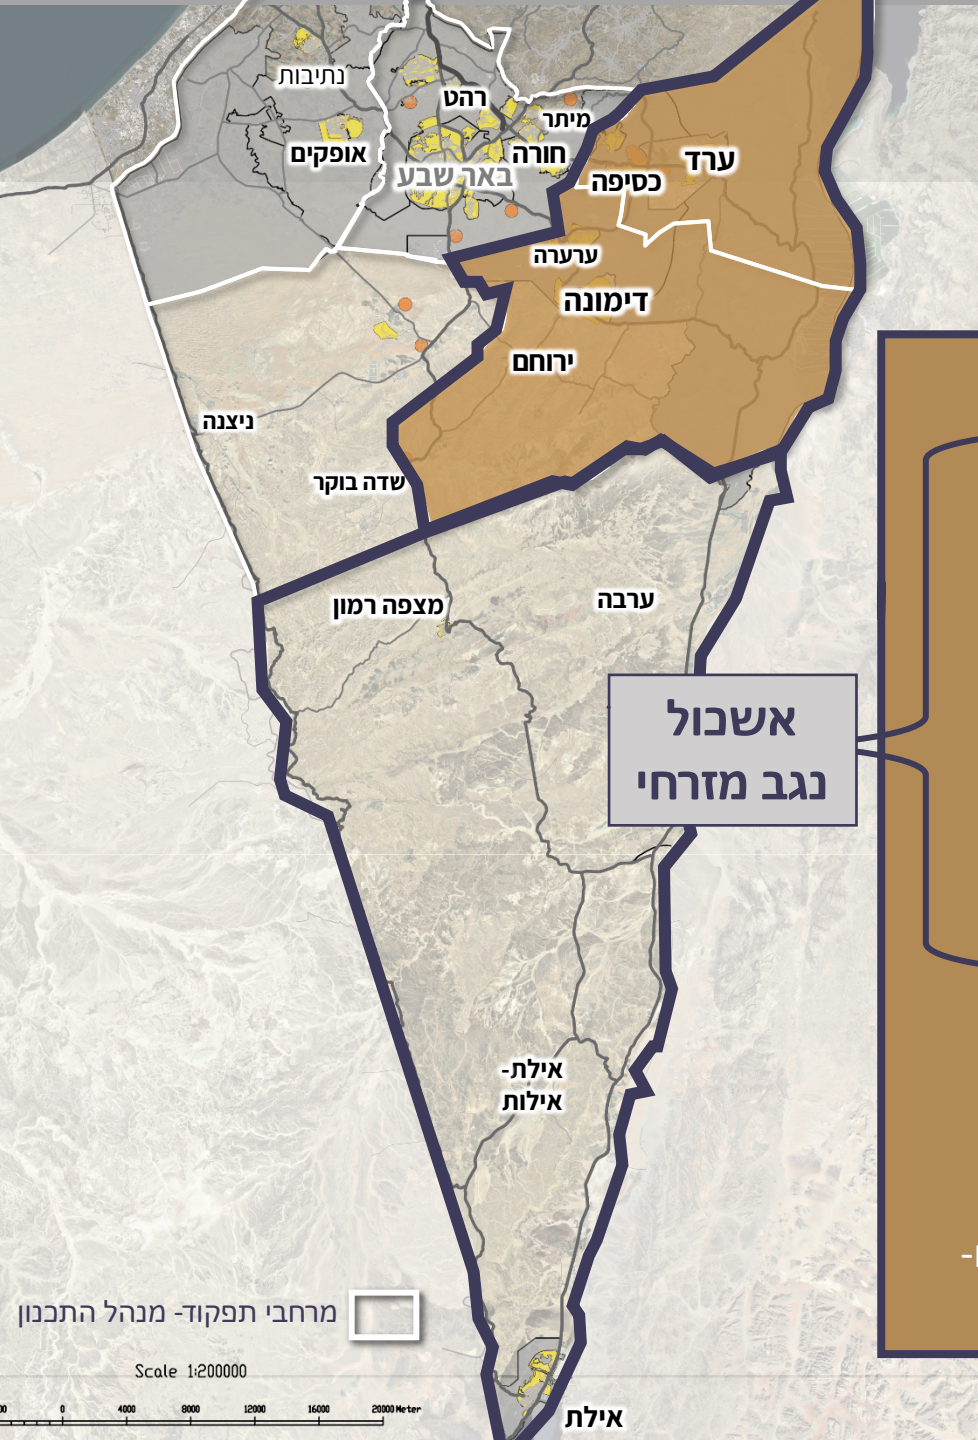 נתיבות
רהט
מיתר
אופקים
חורה
באר שבע
ערד
כסיפה
ערערה
דימונה
ירוחם
ניצנה
שדה בוקר
מצפה רמון
ערבה
אשכול
נגב מזרחי
אילת-
אילות
מרחבי תפקוד- מנהל התכנון
Scale 1:200000
0 4000 8000 12000 16000 20000 Meter
אילת